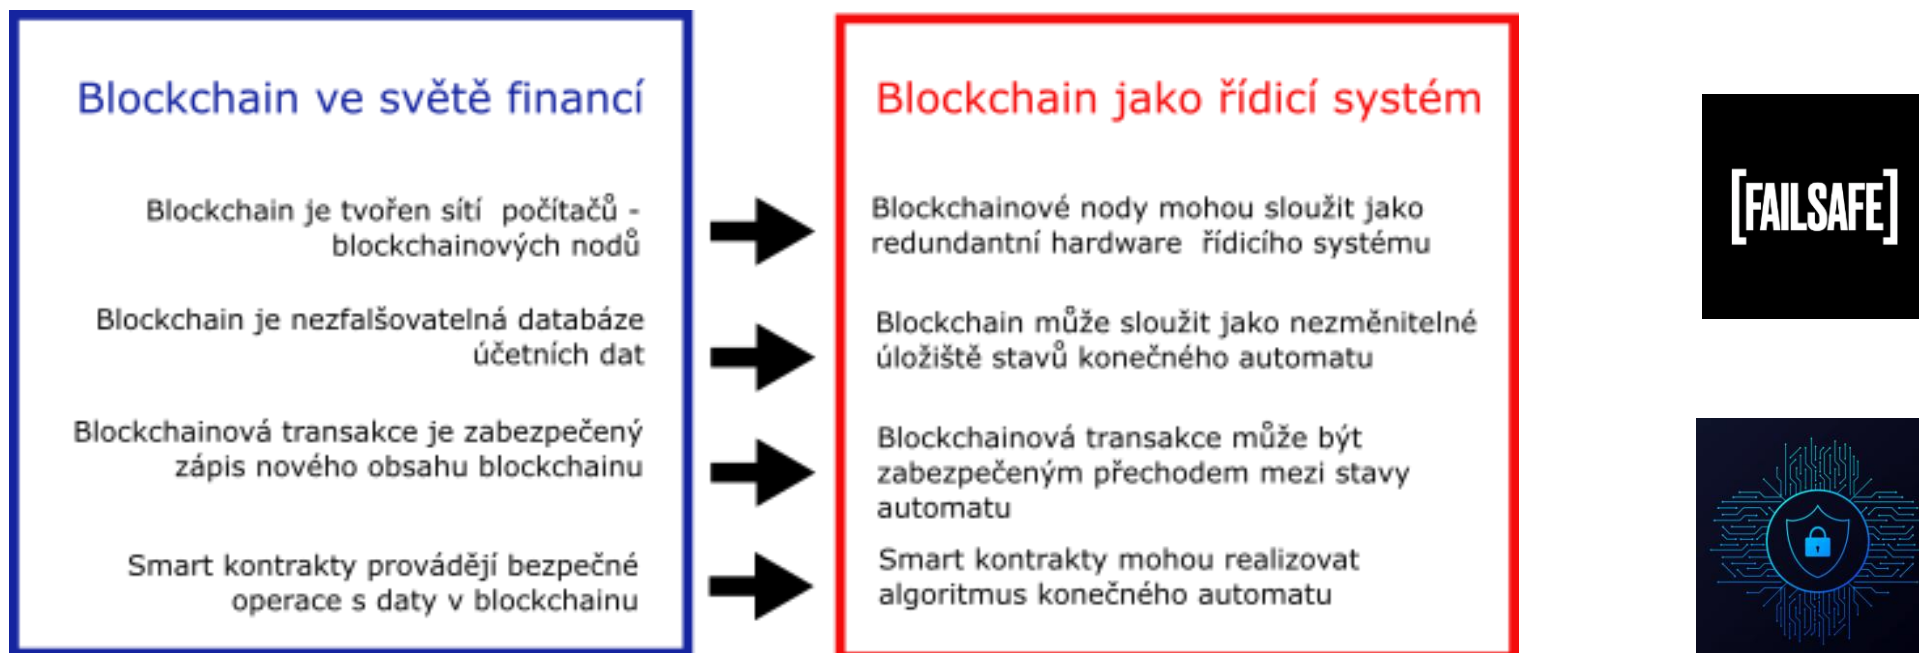 Blockchain ve světě financí
Blockchain je tvořen sítí počítačů -
blockchainových nodů
Blockchain je nezfalšovatelná databáze
účetních dat
Blockchainová transakce je zabezpečený
zápis nového obsahu blockchainu
Smart kontrakty provádějí bezpečné
operace s daty v blockchainu
Blockchain jako řídicí systém
Blockchainové nody mohou sloužit jako
redundantní hardware řídicího systému
Blockchain může sloužit jako nezměnitelné
úložiště stavů konečného automatu
Blockchainová transakce může být
zabezpečeným přechodem mezi stavy
automatu
Smart kontrakty mohou realizovat
algoritmus konečného automatu
[FAILSAFE]